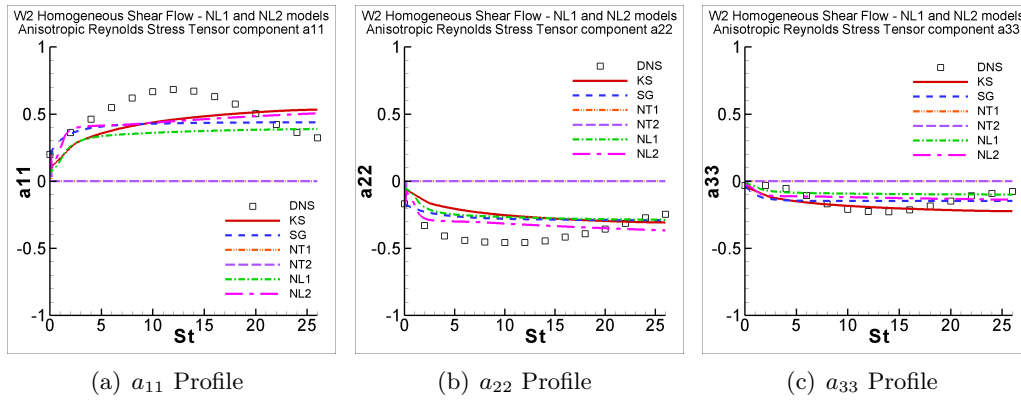 W2 Homogeneous Shear Flow - NL1 and NL2 models
Anisotropic Reynolds Stress Tensor component a11
1
0.5
0
-0.5
-1
a11
DNS
KS
SG
NT1
NT2
NL1
NL2
0 5 10 15 20 25
St
(a) a11 Profile
W2 Homogeneous Shear Flow - NL1 and NL2 models
Anisotropic Reynolds Stress Tensor component a22
1
0.5
0
-0.5
-1
a22
DNS
KS
SG
NT1
NT2
NL1
NL2
0 5 10 15 20 25
St
(b) a22 Profile
W2 Homogeneous Shear Flow - NL1 and NL2 models
Anisotropic Reynolds Stress Tensor component a33
1
0.5
0
-0.5
-1
a33
DNS
KS
SG
NT1
NT2
NL1
NL2
0 5 10 15 20 25
St
(c) a33 Profile